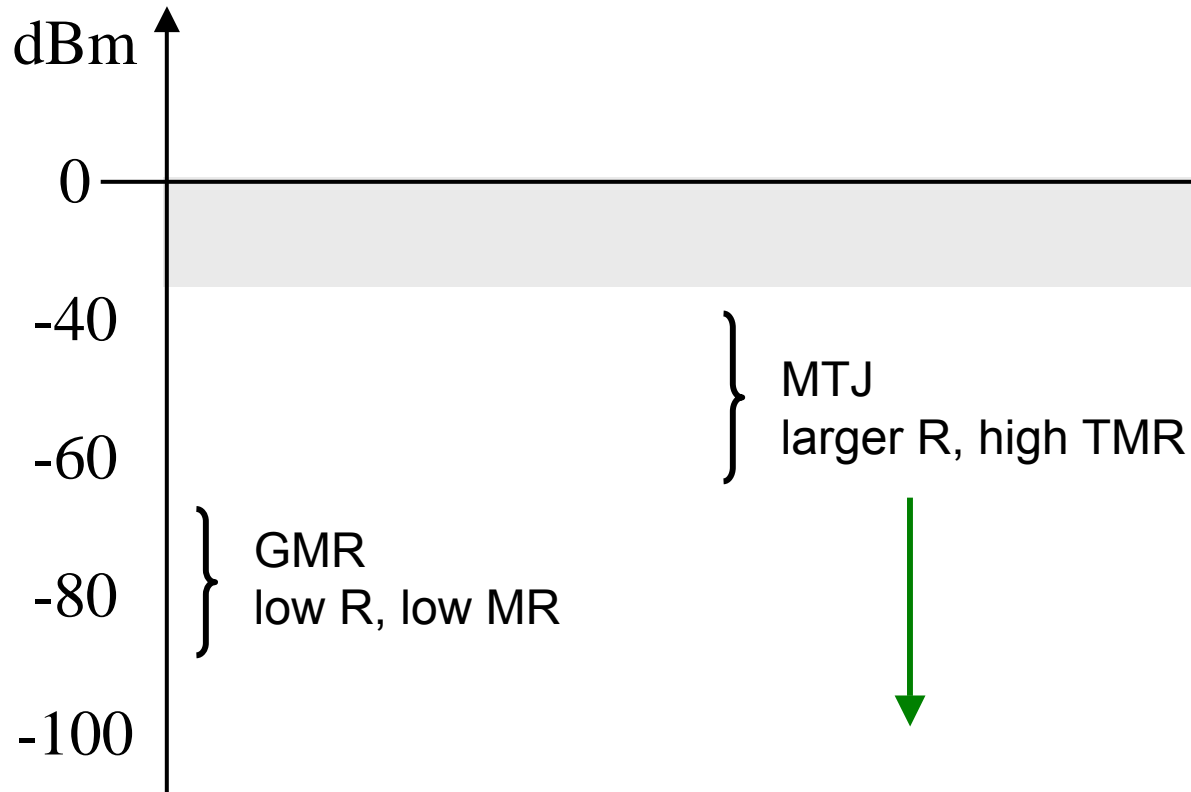 dBm
0
-40
MTJ
larger R, high TMR
-60
GMR
low R, low MR
-80
-100